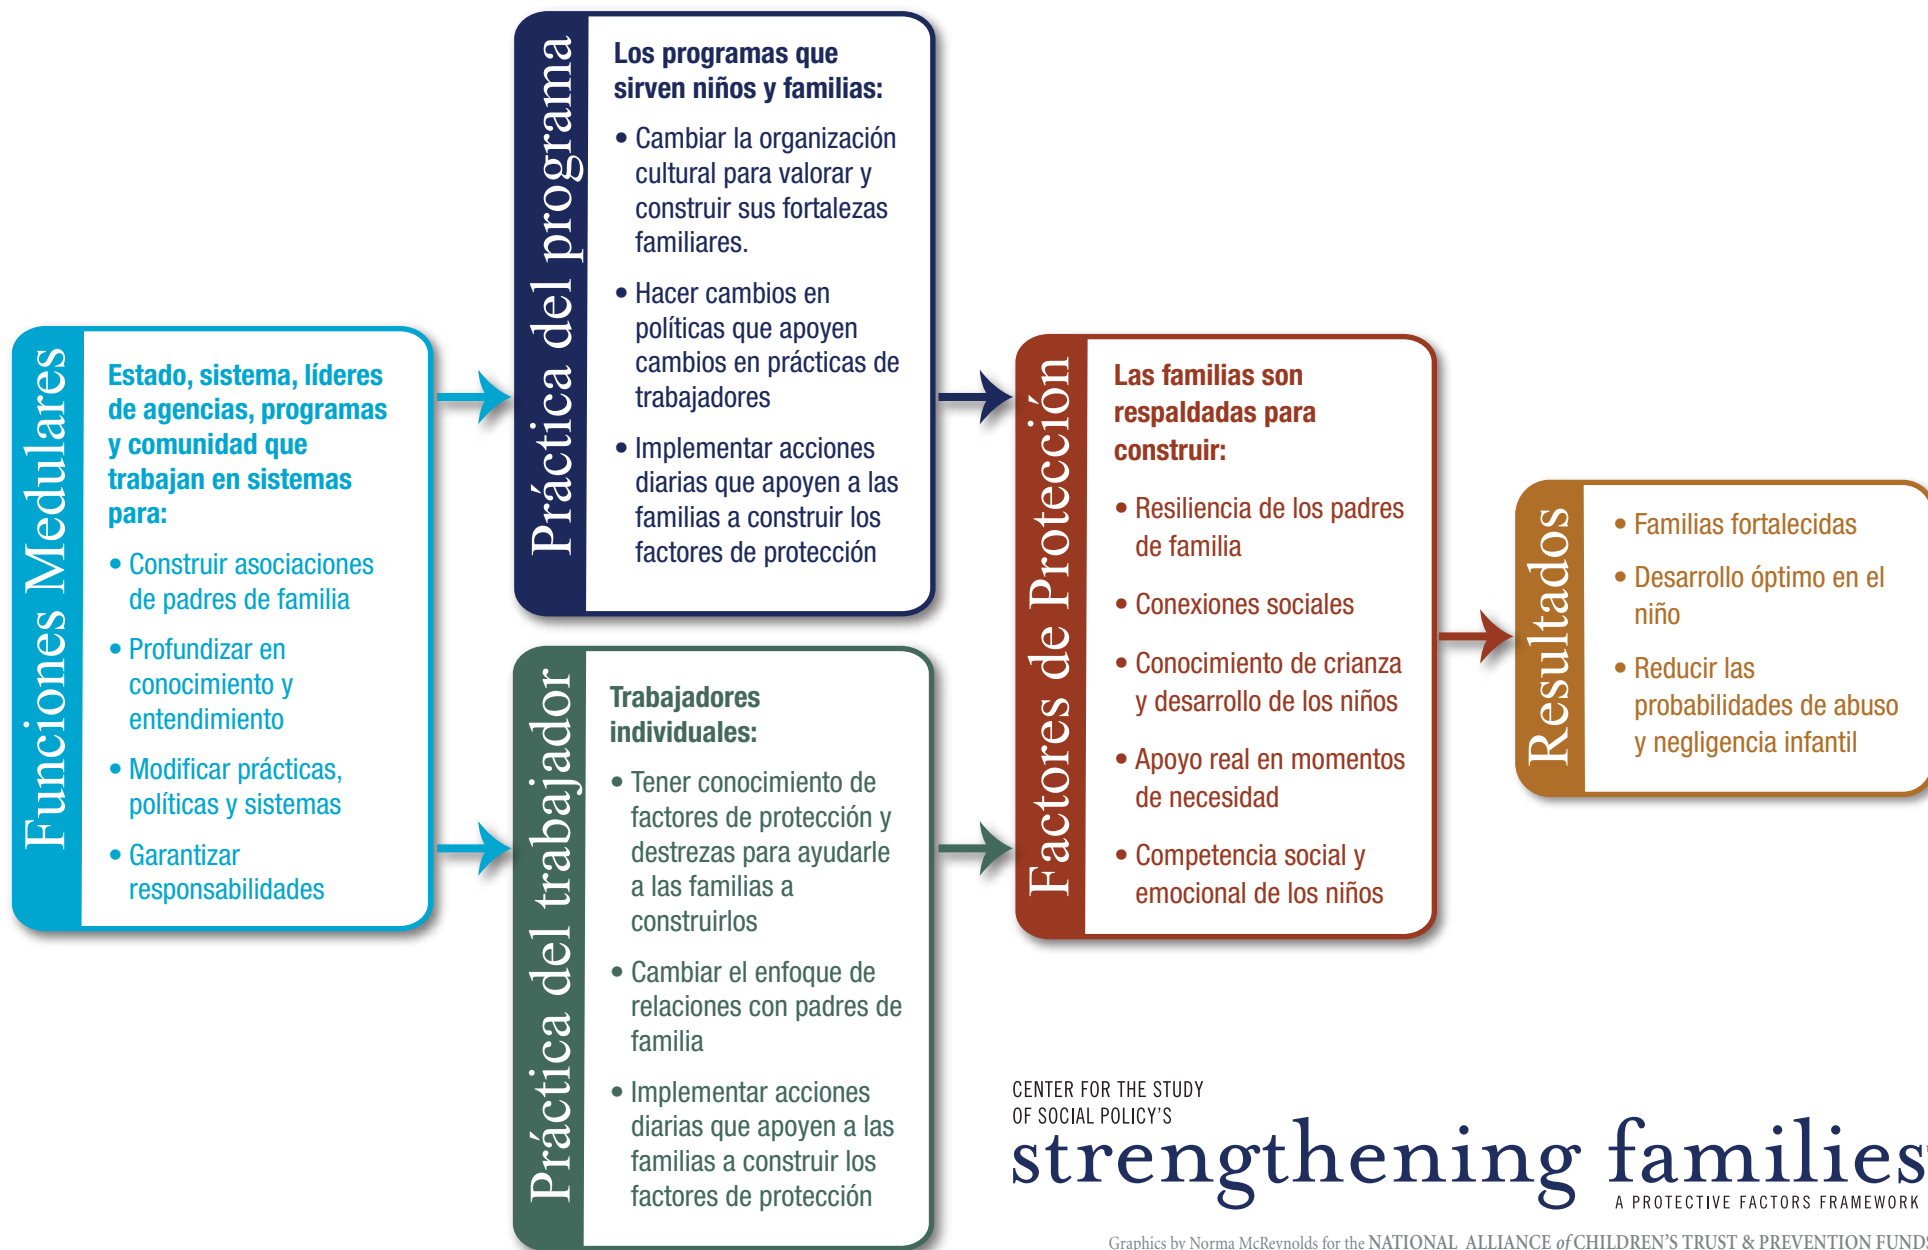 Funciones Medulares
Estado, sistema, líderes
de agencias, programas
y comunidad que
trabajan en sistemas
para:
• Construir asociaciones
de padres de familia
• Profundizar en
conocimiento y
entendimiento
• Modificar prácticas,
políticas y sistemas
• Garantizar
responsabilidades
Práctica del programa
Los programas que
sirven niños y familias:
• Cambiar la organización
cultural para valorar y
construir sus fortalezas
familiares.
• Hacer cambios en
políticas que apoyen
cambios en prácticas de
trabajadores
• Implementar acciones
diarias que apoyen a las
familias a construir los
factores de protección
Práctica del trabajador
Trabajadores
individuales:
• Tener conocimiento de
factores de protección y
destrezas para ayudarle
a las familias a
construirlos
• Cambiar el enfoque de
relaciones con padres de
familia
• Implementar acciones
diarias que apoyen a las
familias a construir los
factores de protección
Factores de Protección
Las familias son
respaldadas para
construir:
• Resiliencia de los padres
de familia
• Conexiones sociales
• Conocimiento de crianza
y desarrollo de los niños
• Apoyo real en momentos
de necesidad
• Competencia social y
emocional de los niños
Resultados
• Familias fortalecidas
• Desarrollo óptimo en el
niño
• Reducir las
probabilidades de abuso
y negligencia infantil
CENTER FOR THE STUDY
OF SOCIAL POLICY'S
strengthening families
A PROTECTIVE FACTORS FRAMEWORK
Graphics by Norma McReynolds for the NATIONAL ALLIANCE of CHILDREN'S TRUST & PREVENTION FUNDS